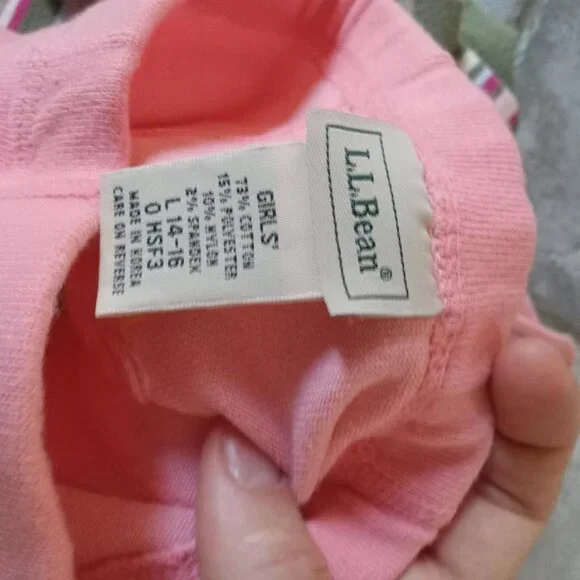 L.L.Bean®
GIRLS'
73% COTTON
15% POLYESTER
10% NYLON
2% SPANDEX
L 14-16
0 HSF3
MADE IN KOREA
CARE ON REVERSE